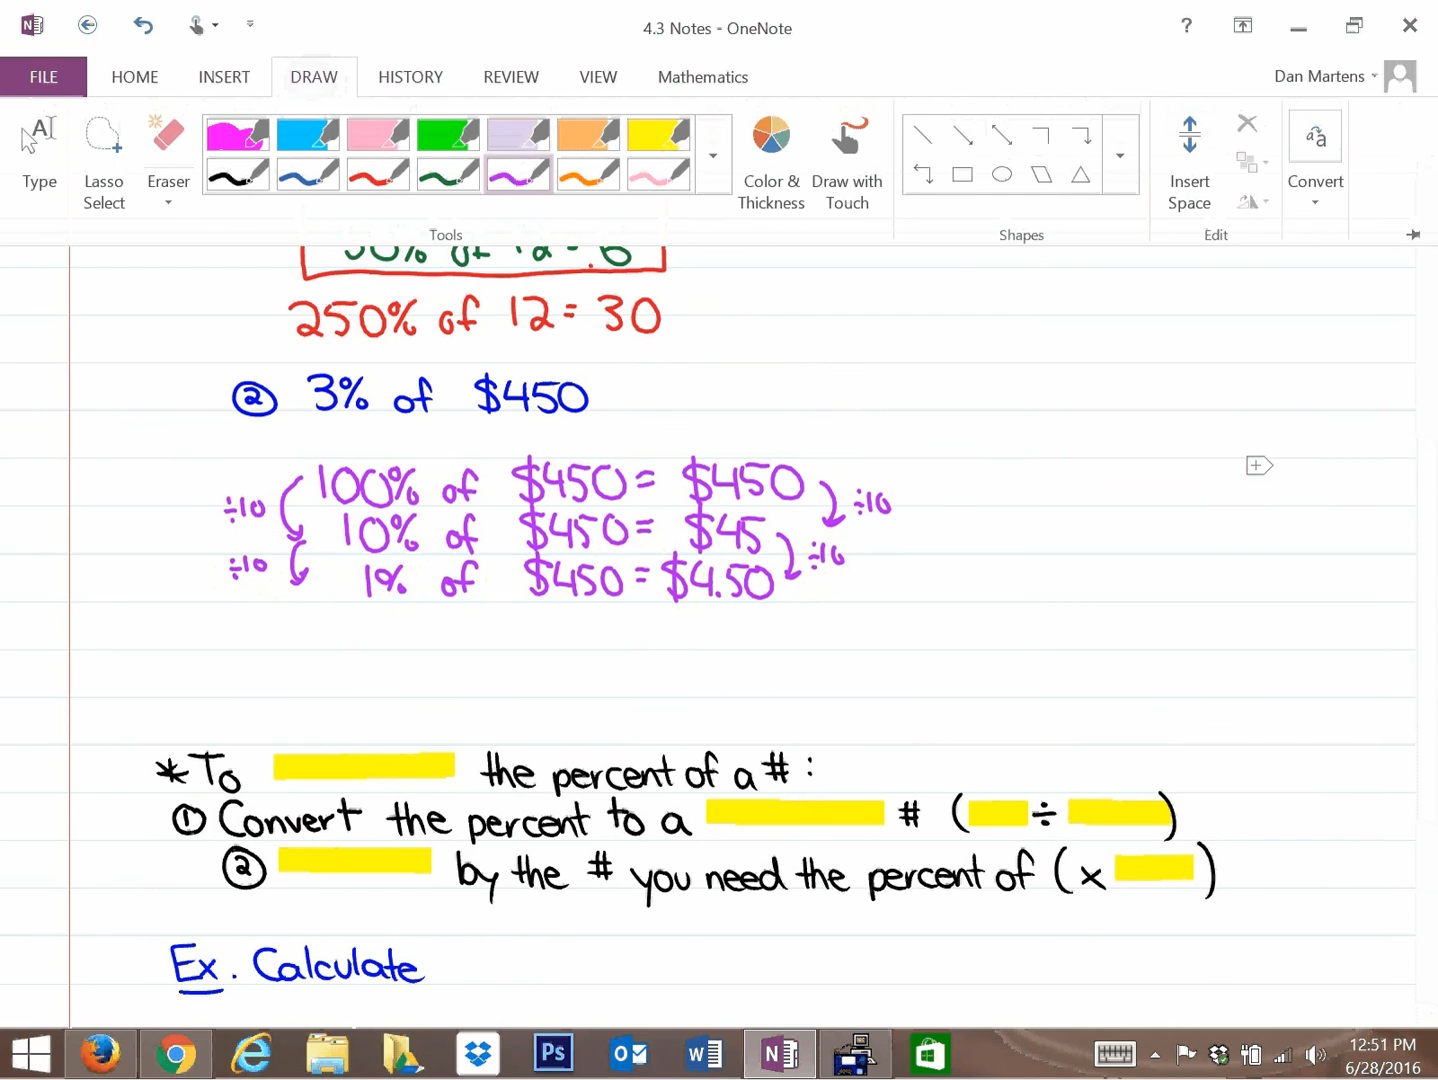 4.3 Notes - OneNote
?
FILE HOME INSERT DRAW HISTORY REVIEW VIEW Mathematics
Dan Martens
Type
Lasso Select
Eraser
Color & Thickness
Draw with Touch
Insert Space
Convert
Tools
Shapes
Edit
50% of 12 = 6
250% of 12 = 30
② 3% of $450
÷10 100% of $450 = $450 ÷10
÷10 10% of $450 = $45 ÷10
1% of $450 = $4.50
*To the percent of a # :
① Convert the percent to a # ( ÷ )
② by the # you need the percent of ( x )
Ex. Calculate
12:51 PM
6/28/2016